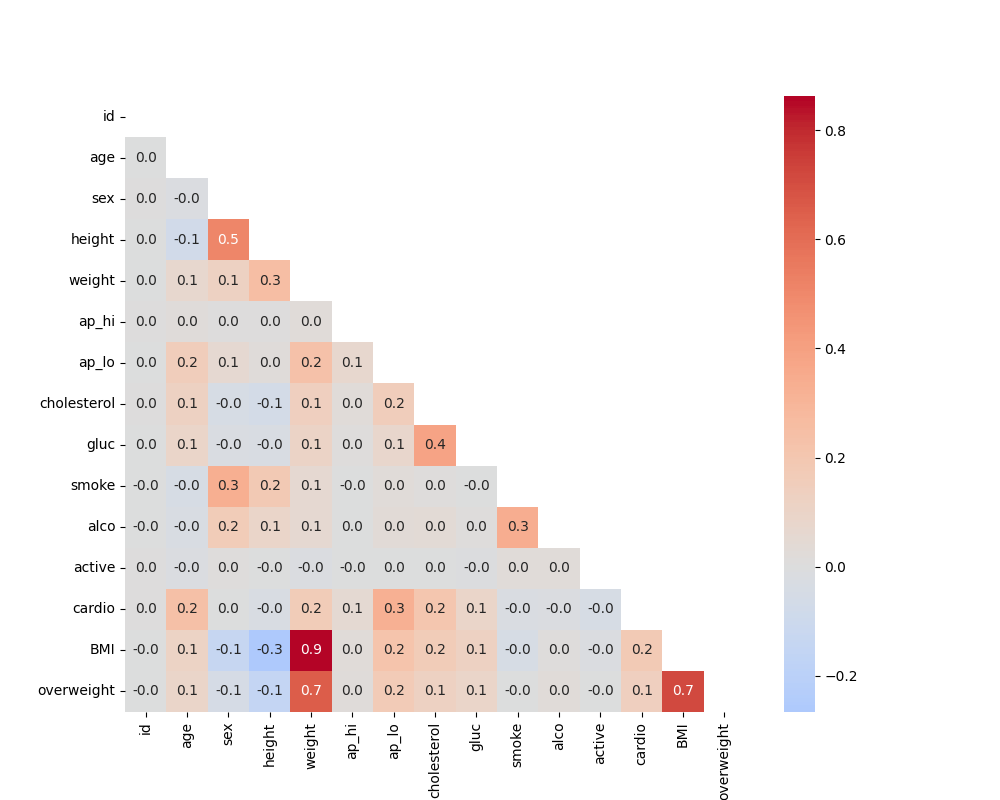 0.8
id
age 0.0
sex 0.0 -0.0
height 0.0 -0.1 0.5
0.6
weight 0.0 0.1 0.1 0.3
ap_hi 0.0 0.0 0.0 0.0 0.0
ap_lo 0.0 0.2 0.1 0.0 0.2 0.1
0.4
cholesterol 0.0 0.1 -0.0 -0.1 0.1 0.0 0.2
gluc 0.0 0.1 -0.0 -0.0 0.1 0.0 0.1 0.4
0.2
smoke -0.0 -0.0 0.3 0.2 0.1 -0.0 0.0 0.0 -0.0
alco -0.0 -0.0 0.2 0.1 0.1 0.0 0.0 0.0 0.0 0.3
active 0.0 -0.0 0.0 -0.0 -0.0 -0.0 0.0 0.0 -0.0 0.0 0.0
0.0
cardio 0.0 0.2 0.0 -0.0 0.2 0.1 0.3 0.2 0.1 -0.0 -0.0 -0.0
BMI -0.0 0.1 -0.1 -0.3 0.9 0.0 0.2 0.2 0.1 -0.0 0.0 -0.0 0.2
−0.2
overweight -0.0 0.1 -0.1 -0.1 0.7 0.0 0.2 0.1 0.1 -0.0 0.0 -0.0 0.1 0.7
id age sex height weight ap_hi ap_lo cholesterol gluc smoke alco active cardio BMI overweight